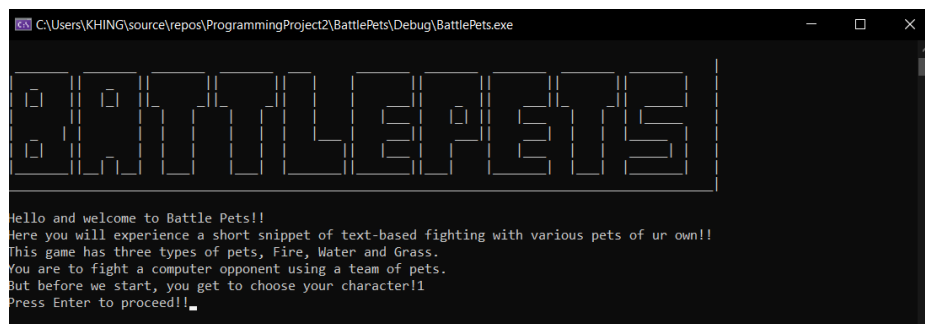 C:\Users\KHING\source\repos\ProgrammingProject2\BattlePets\Debug\BattlePets.exe
BATTLEPETS
Hello and welcome to Battle Pets!!
Here you will experience a short snippet of text-based fighting with various pets of ur own!!
This game has three types of pets, Fire, Water and Grass.
You are to fight a computer opponent using a team of pets.
But before we start, you get to choose your character!1
Press Enter to proceed!!